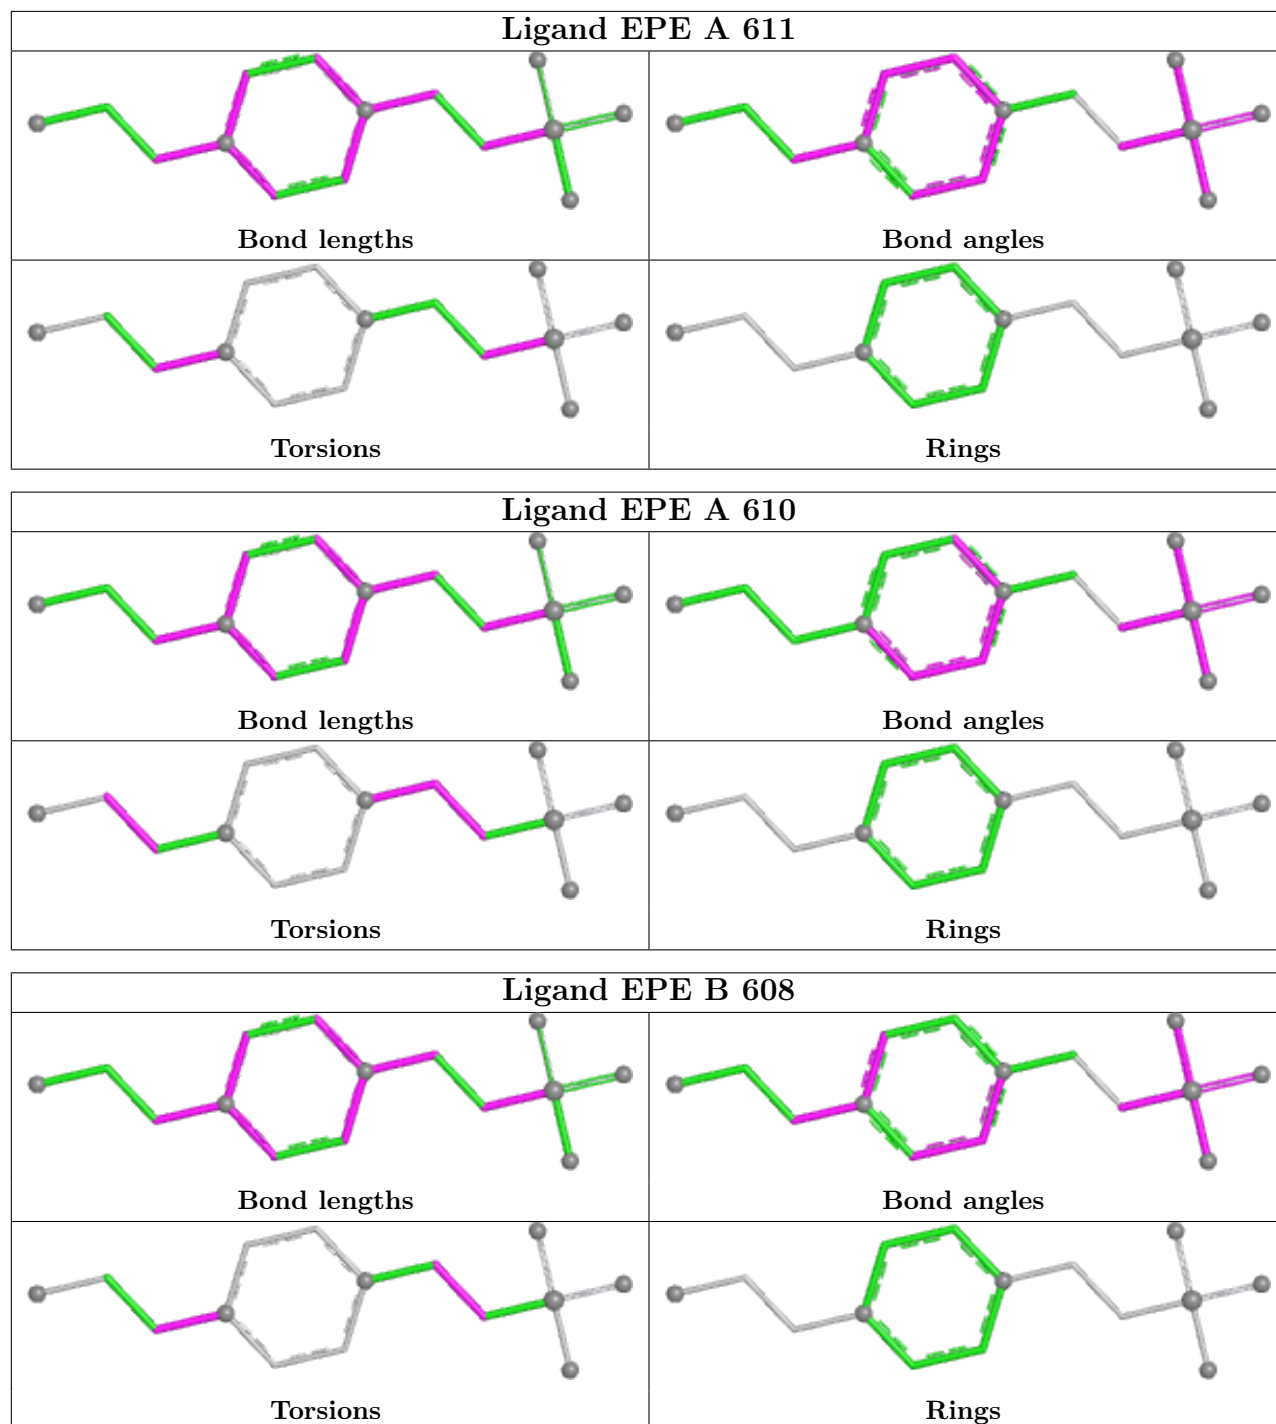 Ligand EPE A 611
Bond lengths
Bond angles
Torsions
Rings
Ligand EPE A 610
Bond lengths
Bond angles
Torsions
Rings
Ligand EPE B 608
Bond lengths
Bond angles
Torsions
Rings